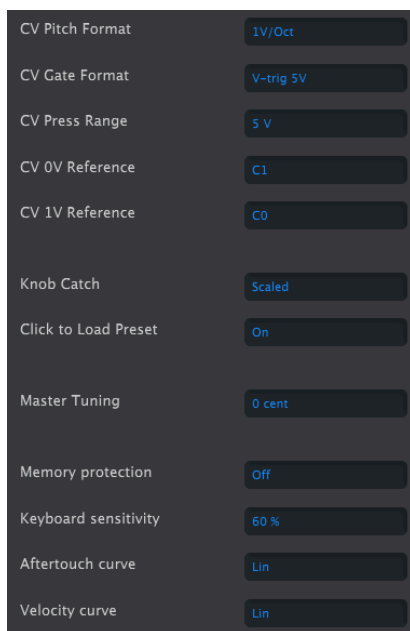 CV Pitch Format 1V/Oct
CV Gate Format V-trig 5V
CV Press Range 5 V
CV 0V Reference C1
CV 1V Reference C0
Knob Catch Scaled
Click to Load Preset On
Master Tuning 0 cent
Memory protection Off
Keyboard sensitivity 60 %
Aftertouch curve Lin
Velocity curve Lin